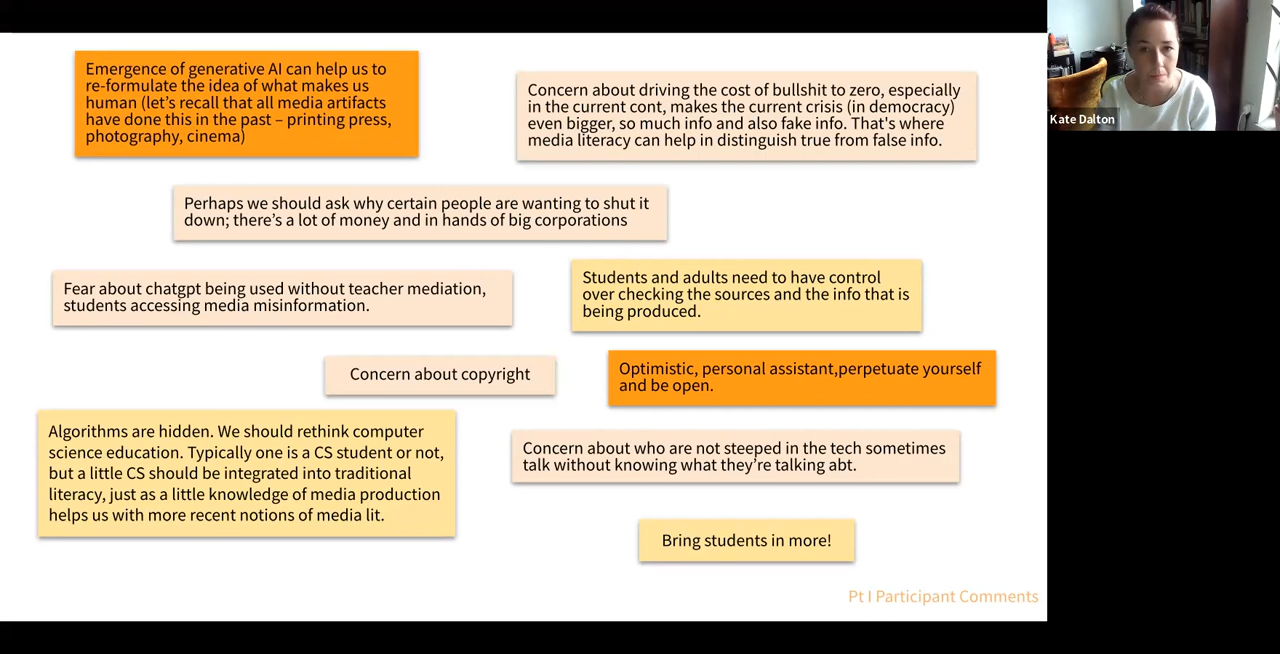 Emergence of generative AI can help us to
re-formulate the idea of what makes us
human (let's recall that all media artifacts
have done this in the past – printing press,
photography, cinema)
Concern about driving the cost of bullshit to zero, especially
in the current cont, makes the current crisis (in democracy)
even bigger, so much info and also fake info. That's where
media literacy can help in distinguish true from false info.
Kate Dalton
Perhaps we should ask why certain people are wanting to shut it
down; there's a lot of money and in hands of big corporations
Fear about chatgpt being used without teacher mediation,
students accessing media misinformation.
Students and adults need to have control
over checking the sources and the info that is
being produced.
Concern about copyright
Optimistic, personal assistant,perpetuate yourself
and be open.
Algorithms are hidden. We should rethink computer
science education. Typically one is a CS student or not,
but a little CS should be integrated into traditional
literacy, just as a little knowledge of media production
helps us with more recent notions of media lit.
Concern about who are not steeped in the tech sometimes
talk without knowing what they're talking abt.
Bring students in more!
Pt I Participant Comments